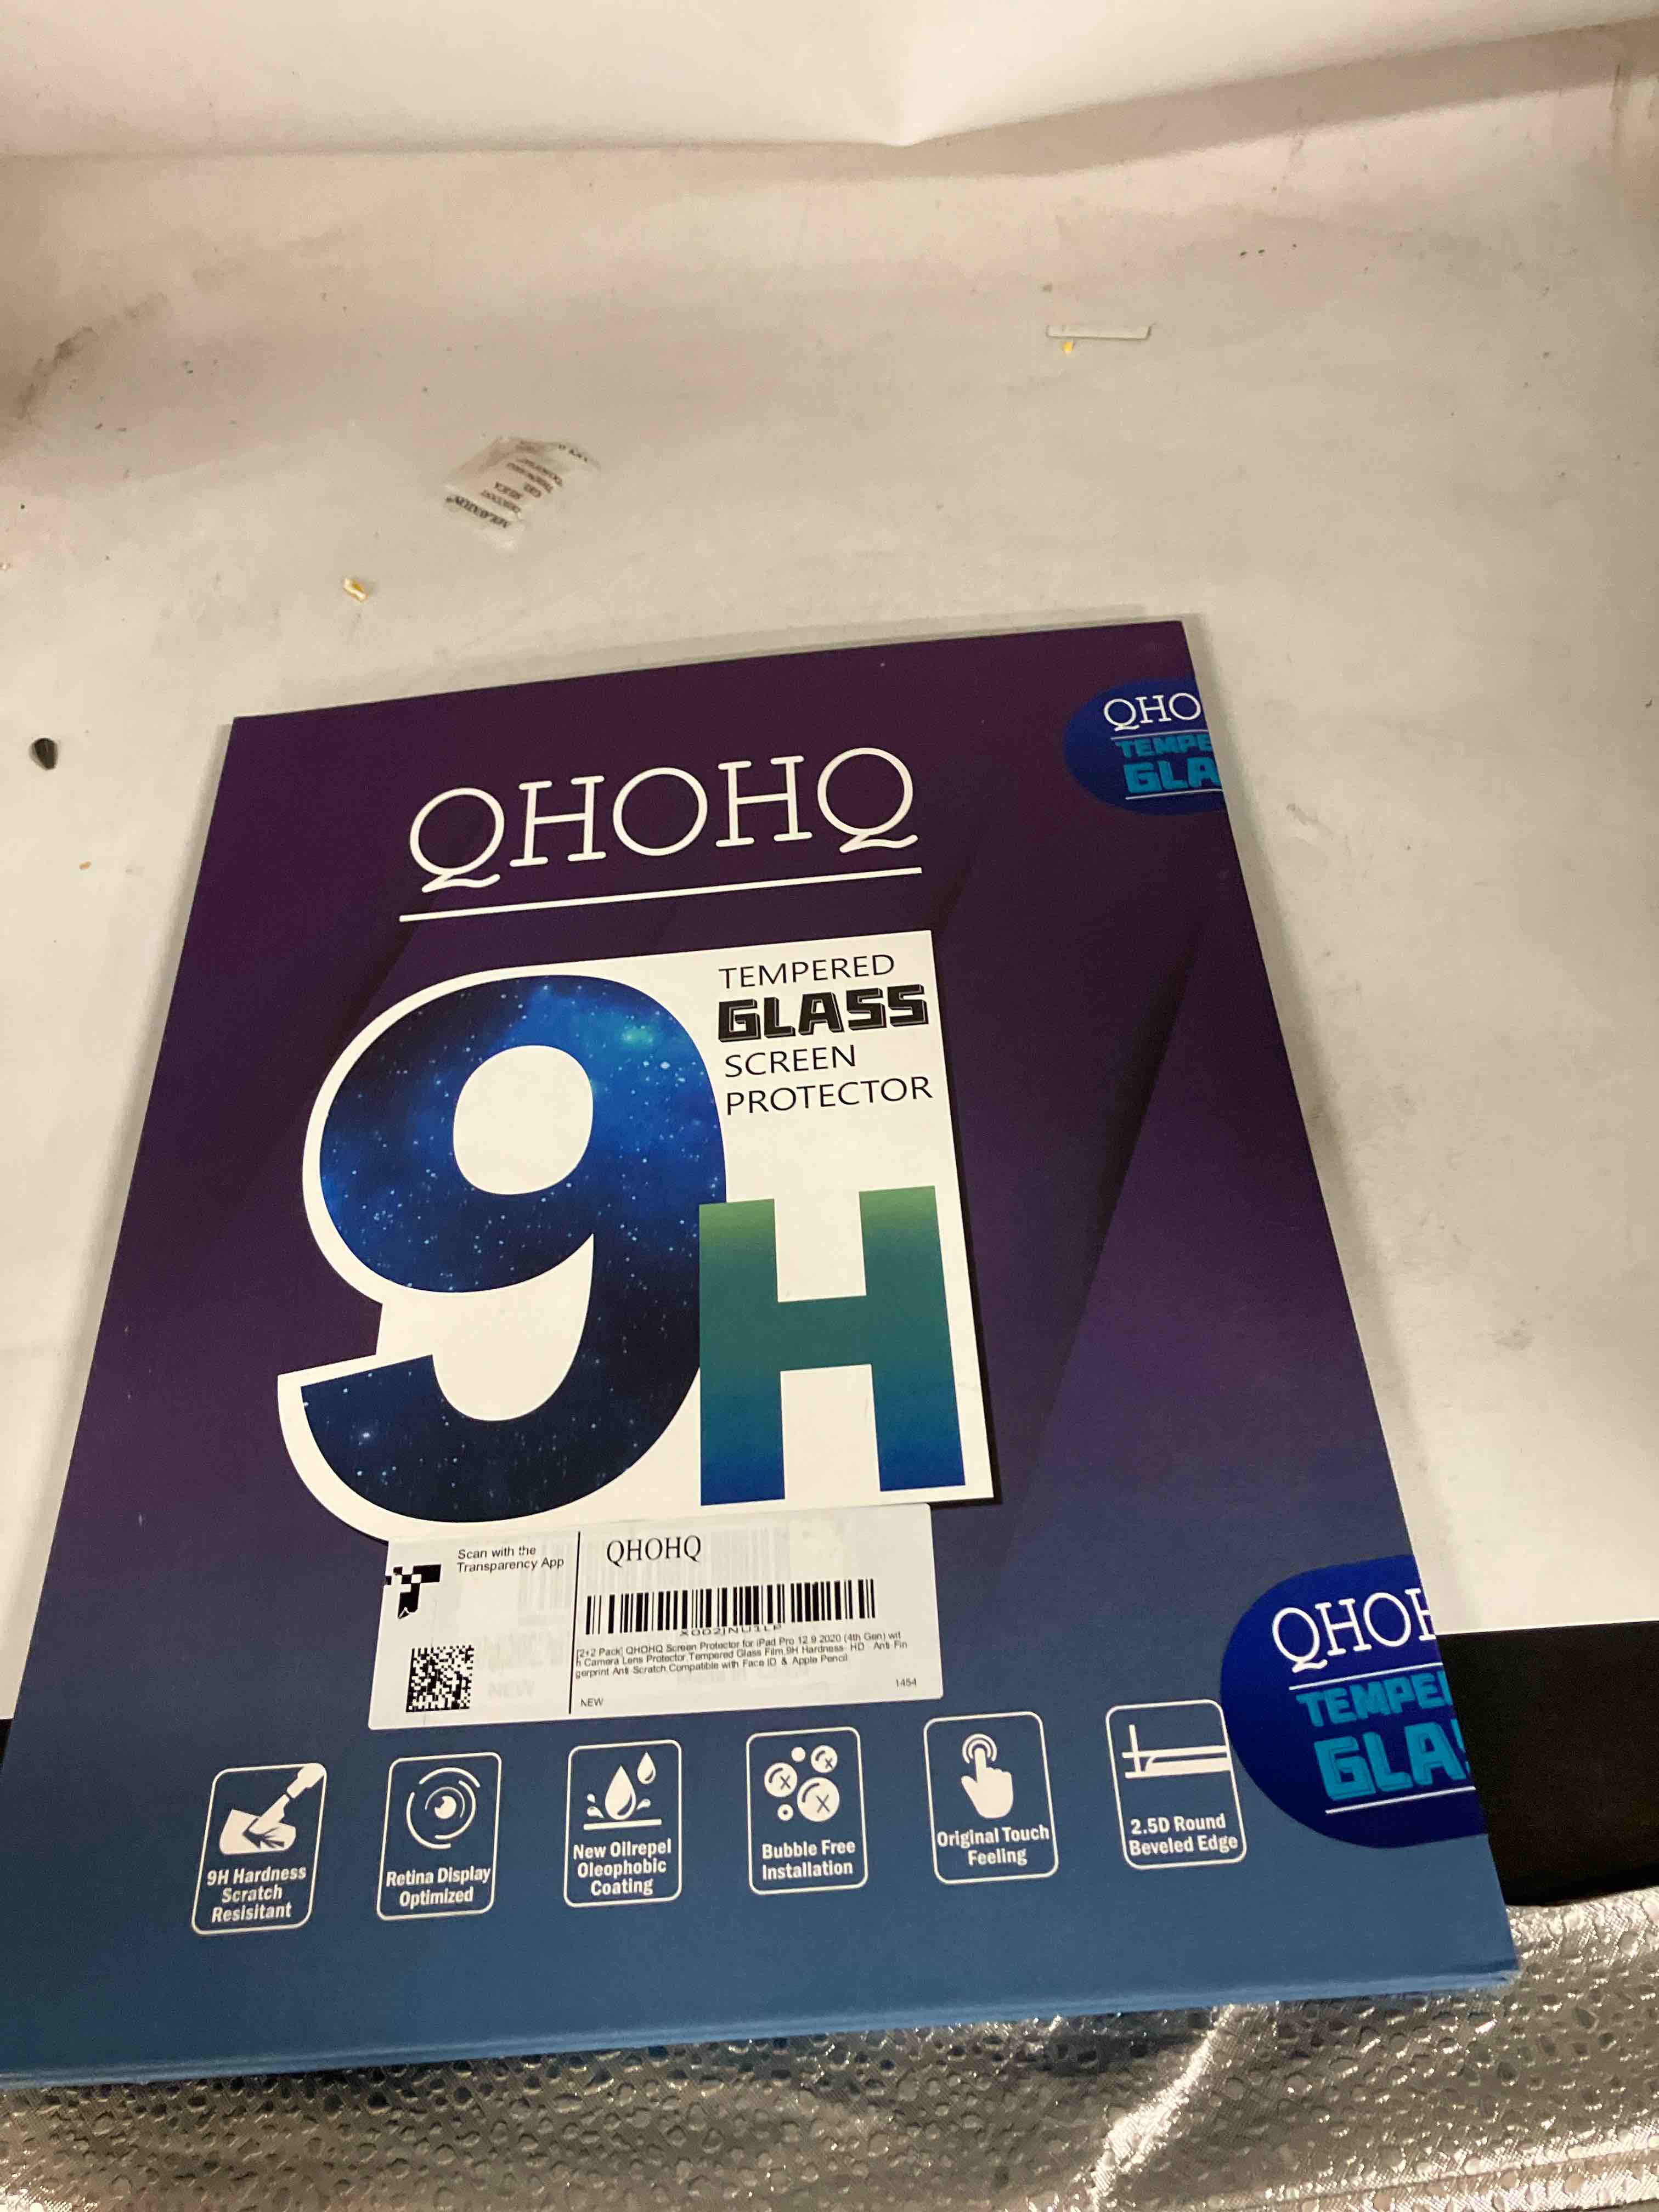 QHO
TEMPE
GLA
QHOHQ
TEMPERED
GLASS
SCREEN
PROTECTOR
9H
Scan with the
Transparency App
QHOHQ
X002JNU1LP
[2+2 Pack] QHOHQ Screen Protector for iPad Pro 12.9 2020 (4th Gen) wit
h Camera Lens Protector,Tempered Glass Film,9H Hardness- HD - Anti Fin
gerprint Anti-Scratch,Compatible with Face ID & Apple Pencil
NEW
1454
QHOH
TEMPE
GLA
9H Hardness
Scratch
Resisitant
Retina Display
Optimized
New Oilrepel
Oleophobic
Coating
Bubble Free
Installation
Original Touch
Feeling
2.5D Round
Beveled Edge